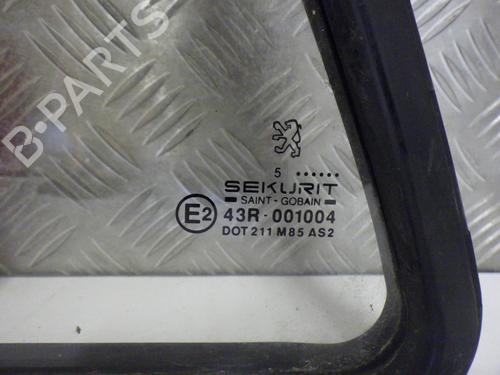 B-PARTS
5 ......
SEKURIT
SAINT - GOBAIN
E2 43R - 001004
DOT 211 M85 AS2